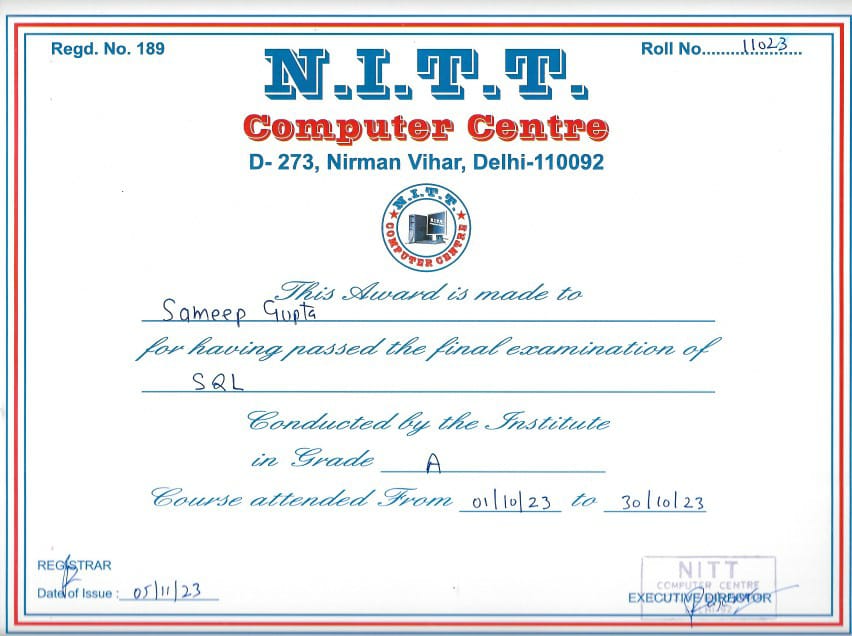 Regd. No. 189
Roll No. 11023
N.I.T.T.
Computer Centre
D- 273, Nirman Vihar, Delhi-110092
N.I.T.T.
NITT
COMPUTER CENTRE
This Award is made to
Sameep Gupta
for having passed the final examination of
SQL
Conducted by the Institute
in Grade A
Course attended From 01/10/23 to 30/10/23
REGISTRAR
Date of Issue : 05/11/23
NITT
COMPUTER CENTRE
EXECUTIVE DIRECTOR